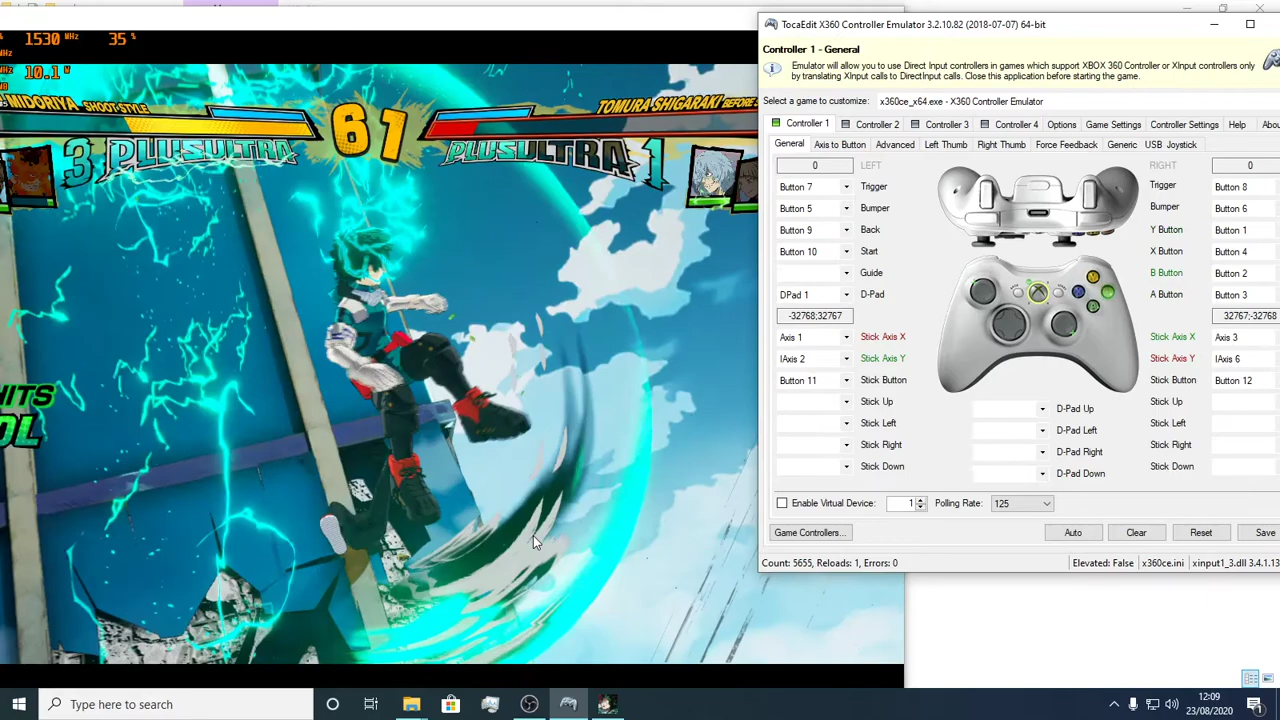 1530 MHz 35 %
MHz
10.1 W
MIDORIYA SHOOT-STYLE
TOMURA SHIGARAKI BEFORE
61
3 PLUSULTRA
PLUSULTRA 1
HITS
OL
TocaEdit X360 Controller Emulator 3.2.10.82 (2018-07-07) 64-bit
Controller 1 - General
Emulator will allow you to use Direct Input controllers in games which support XBOX 360 Controller or XInput controllers only
by translating XInput calls to DirectInput calls. Close this application before starting the game.
Select a game to customize: x360ce_x64.exe - X360 Controller Emulator
Controller 1 Controller 2 Controller 3 Controller 4 Options Game Settings Controller Settings Help Abo
General Axis to Button Advanced Left Thumb Right Thumb Force Feedback Generic USB Joystick
0 LEFT RIGHT 0
Button 7 Trigger Trigger Button 8
Button 5 Bumper Bumper Button 6
Button 9 Back Y Button Button 1
Button 10 Start X Button Button 4
Guide B Button Button 2
DPad 1 D-Pad A Button Button 3
-32768;32767 32767;-32768
Axis 1 Stick Axis X Stick Axis X Axis 3
IAxis 2 Stick Axis Y Stick Axis Y IAxis 6
Button 11 Stick Button Stick Button Button 12
Stick Up D-Pad Up Stick Up
Stick Left D-Pad Left Stick Left
Stick Right D-Pad Right Stick Right
Stick Down D-Pad Down Stick Down
Enable Virtual Device: 1 Polling Rate: 125
Game Controllers... Auto Clear Reset Save
Count: 5655, Reloads: 1, Errors: 0 Elevated: False x360ce.ini xinput1_3.dll 3.4.1.13
Type here to search
12:09
23/08/2020
1